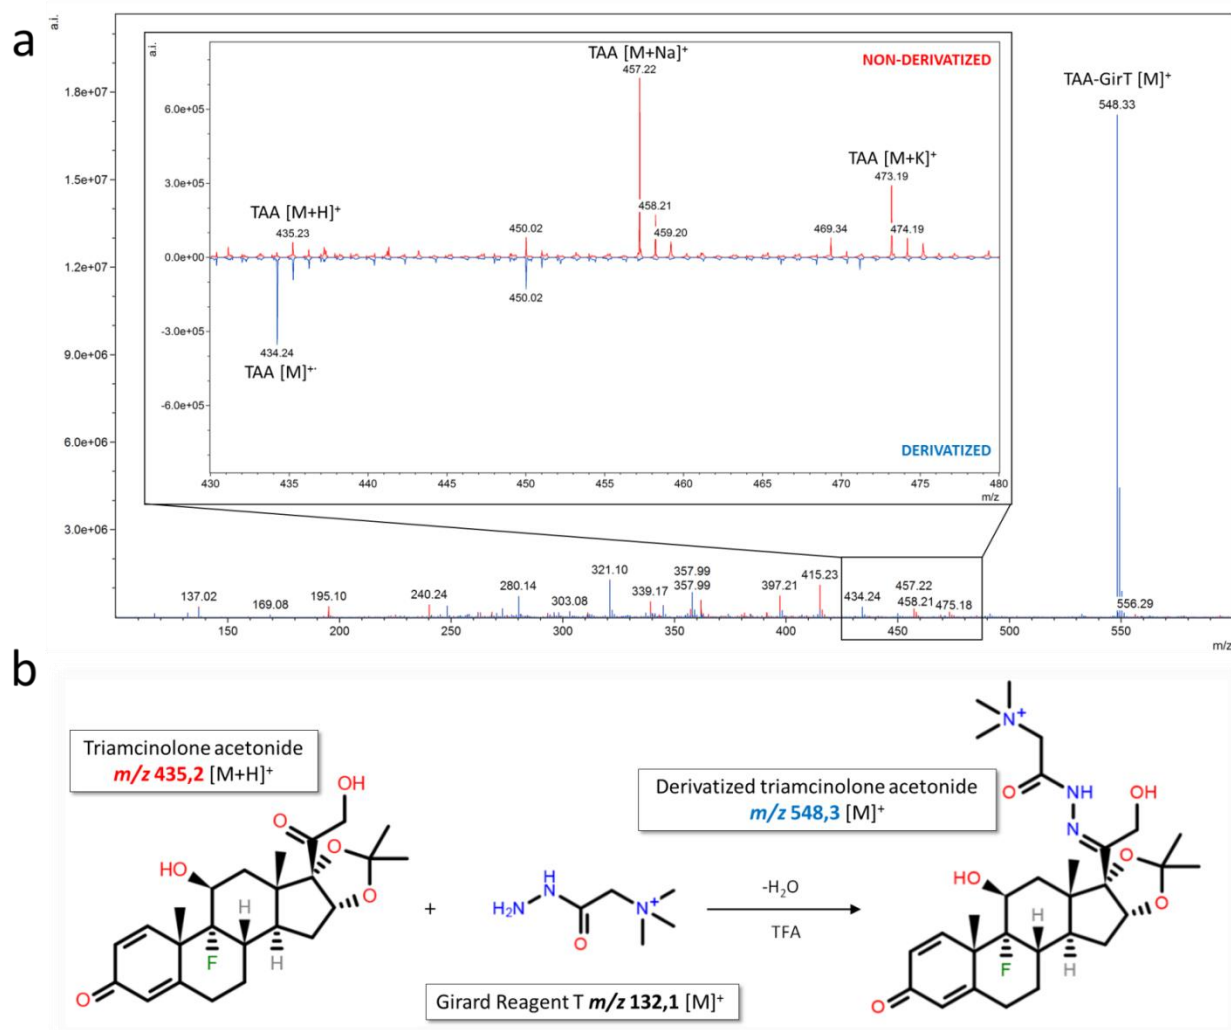 a
a.i.
1.8e+07
1.5e+07
1.2e+07
9.0e+06
6.0e+06
3.0e+06
a.i.
6.0e+05
3.0e+05
0.0e+00
-3.0e+05
-6.0e+05
TAA [M+Na]+
457.22
NON-DERIVATIZED
TAA [M+K]+
473.19
TAA [M+H]+
435.23
450.02
458.21
459.20
469.34
474.19
450.02
434.24
TAA [M]+·
DERIVATIZED
430 435 440 445 450 455 460 465 470 475 480
m/z
TAA-GirT [M]+
548.33
137.02
169.08
195.10
240.24
280.14
303.08
321.10
339.17
357.99
357.99
397.21
415.23
434.24
457.22
458.21
475.18
556.29
150 200 250 300 350 400 450 500 550
m/z
b
Triamcinolone acetonide
m/z 435,2 [M+H]+
OH
O
O
O
HO
H
F
H
O
+
H
N
H2N
O
N+
Girard Reagent T m/z 132,1 [M]+
-H2O
TFA
Derivatized triamcinolone acetonide
m/z 548,3 [M]+
N+
O
NH
N
OH
O
O
HO
H
F
H
O